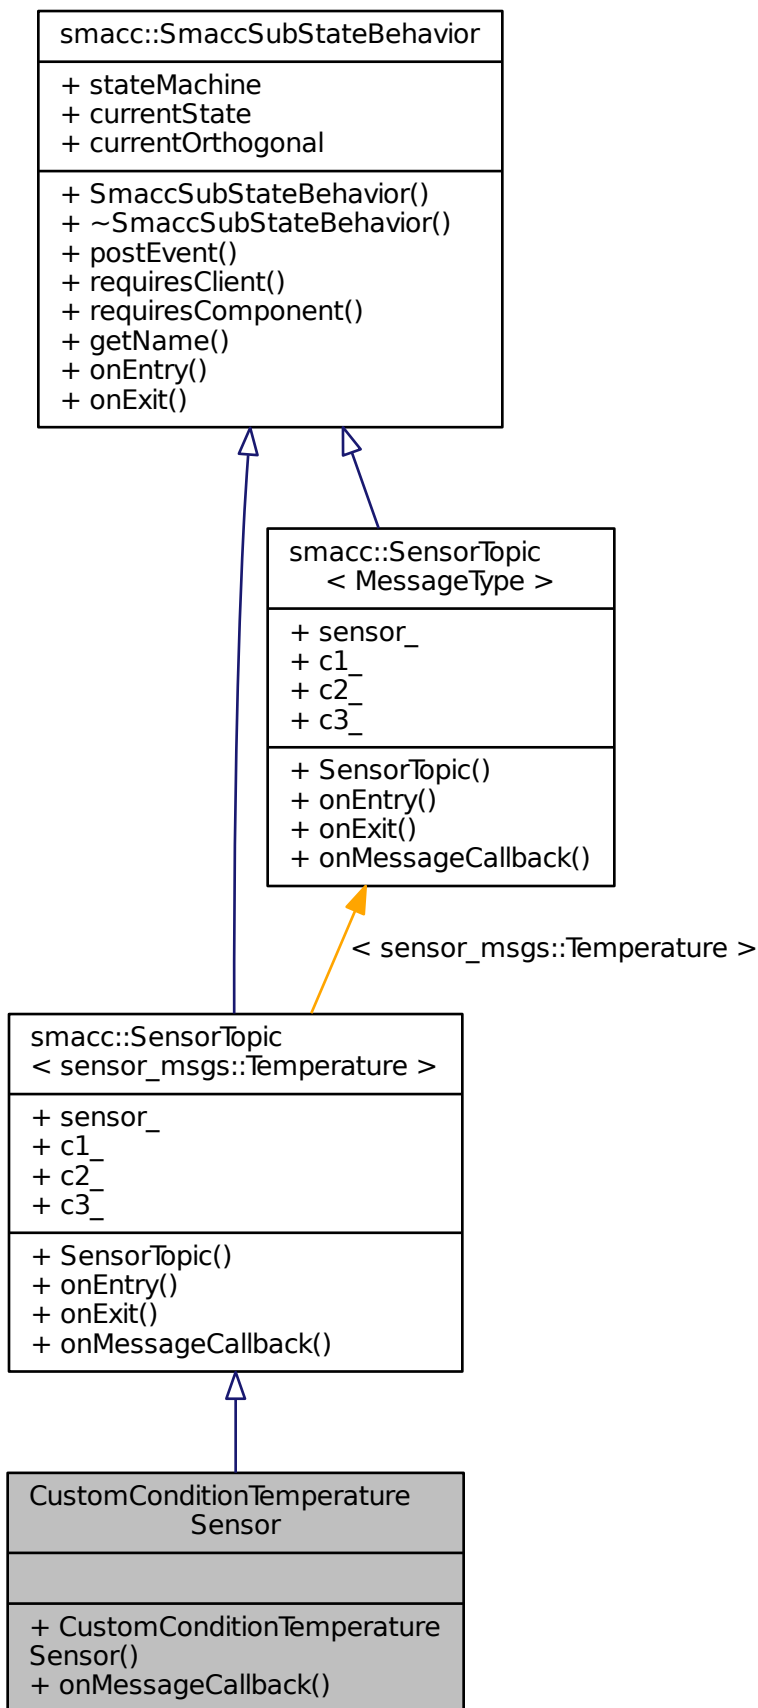 smacc::SmaccSubStateBehavior
+ stateMachine
+ currentState
+ currentOrthogonal
+ SmaccSubStateBehavior()
+ ~SmaccSubStateBehavior()
+ postEvent()
+ requiresClient()
+ requiresComponent()
+ getName()
+ onEntry()
+ onExit()
smacc::SensorTopic
< MessageType >
+ sensor_
+ c1_
+ c2_
+ c3_
+ SensorTopic()
+ onEntry()
+ onExit()
+ onMessageCallback()
< sensor_msgs::Temperature >
smacc::SensorTopic
< sensor_msgs::Temperature >
+ sensor_
+ c1_
+ c2_
+ c3_
+ SensorTopic()
+ onEntry()
+ onExit()
+ onMessageCallback()
CustomConditionTemperature
Sensor
+ CustomConditionTemperature
Sensor()
+ onMessageCallback()